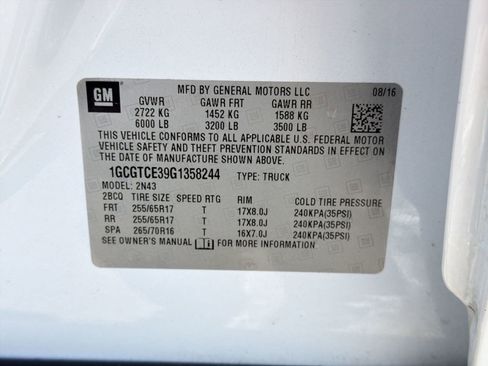 GM
MFD BY GENERAL MOTORS LLC 08/16
GVWR GAWR FRT GAWR RR
2722 KG 1452 KG 1588 KG
6000 LB 3200 LB 3500 LB
THIS VEHICLE CONFORMS TO ALL APPLICABLE U.S. FEDERAL MOTOR
VEHICLE SAFETY AND THEFT PREVENTION STANDARDS IN EFFECT ON
THE DATE OF MANUFACTURE SHOWN ABOVE.
1GCGTCE39G1358244 TYPE: TRUCK
MODEL: 2N43
2BCQ TIRE SIZE SPEED RTG RIM COLD TIRE PRESSURE
FRT 255/65R17 T 17X8.0J 240KPA(35PSI)
RR 255/65R17 T 17X8.0J 240KPA(35PSI)
SPA 265/70R16 T 16X7.0J 240KPA(35PSI)
SEE OWNER'S MANUAL FOR MORE INFORMATION